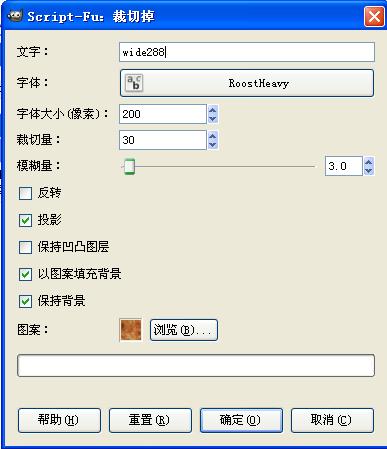 Script-Fu：裁切掉
文字：
wide288
字体：
RoostHeavy
字体大小(像素)：
200
裁切量：
30
模糊量：
3.0
反转
投影
保持凹凸图层
以图案填充背景
保持背景
图案：
浏览(B)...
帮助(H)
重置(R)
确定(O)
取消(C)